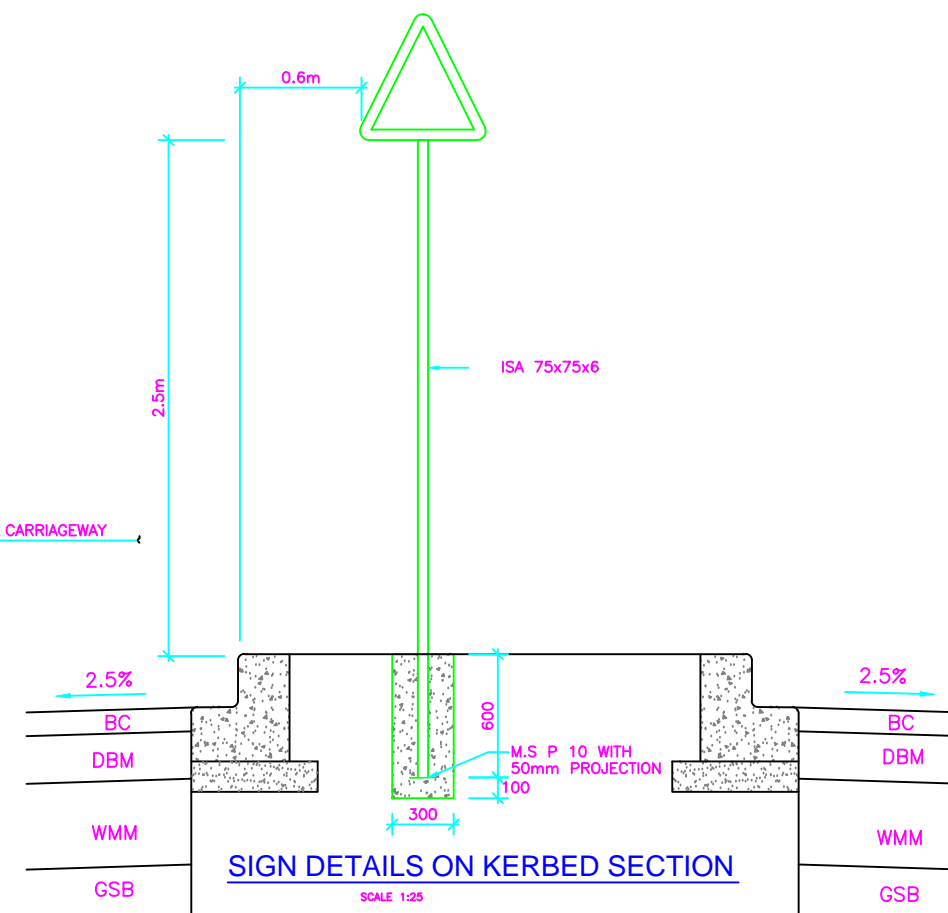 0.6m
2.5m
ISA 75x75x6
CARRIAGEWAY
2.5%
2.5%
BC
BC
600
DBM
M.S P 10 WITH
50mm PROJECTION
DBM
100
300
WMM
WMM
SIGN DETAILS ON KERBED SECTION
GSB
SCALE 1:25
GSB